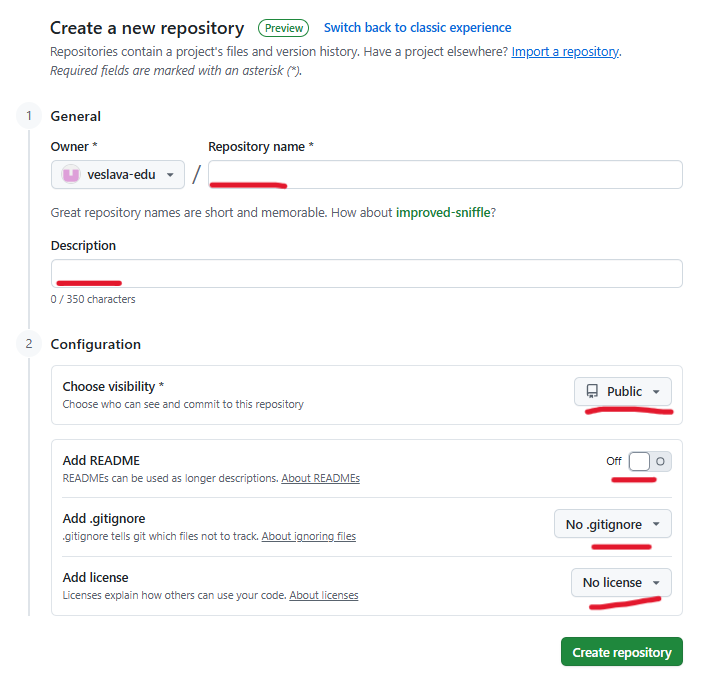 Create a new repository Preview Switch back to classic experience
Repositories contain a project's files and version history. Have a project elsewhere? Import a repository.
Required fields are marked with an asterisk (*).
1 General
Owner * Repository name *
veslava-edu /
Great repository names are short and memorable. How about improved-sniffle?
Description
0 / 350 characters
2 Configuration
Choose visibility * Public
Choose who can see and commit to this repository
Add README Off
READMEs can be used as longer descriptions. About READMEs
Add .gitignore No .gitignore
.gitignore tells git which files not to track. About ignoring files
Add license No license
Licenses explain how others can use your code. About licenses
Create repository